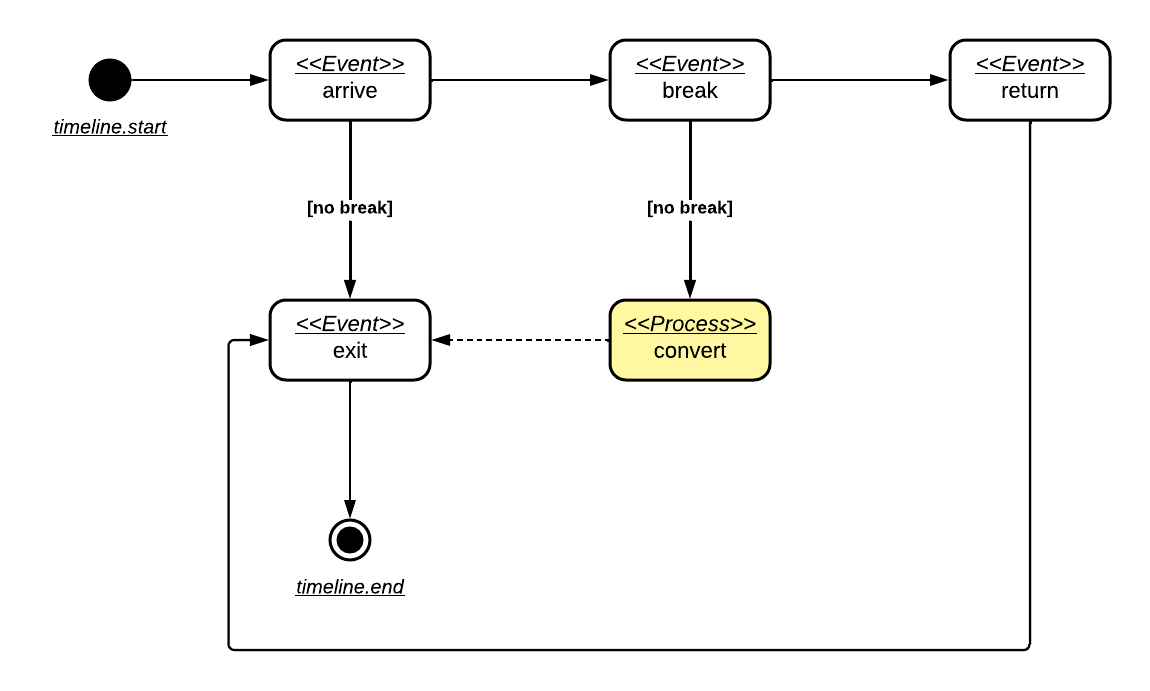 <<Event>>
arrive
<<Event>>
break
<<Event>>
return
timeline.start
[no break]
[no break]
<<Event>>
exit
<<Process>>
convert
timeline.end